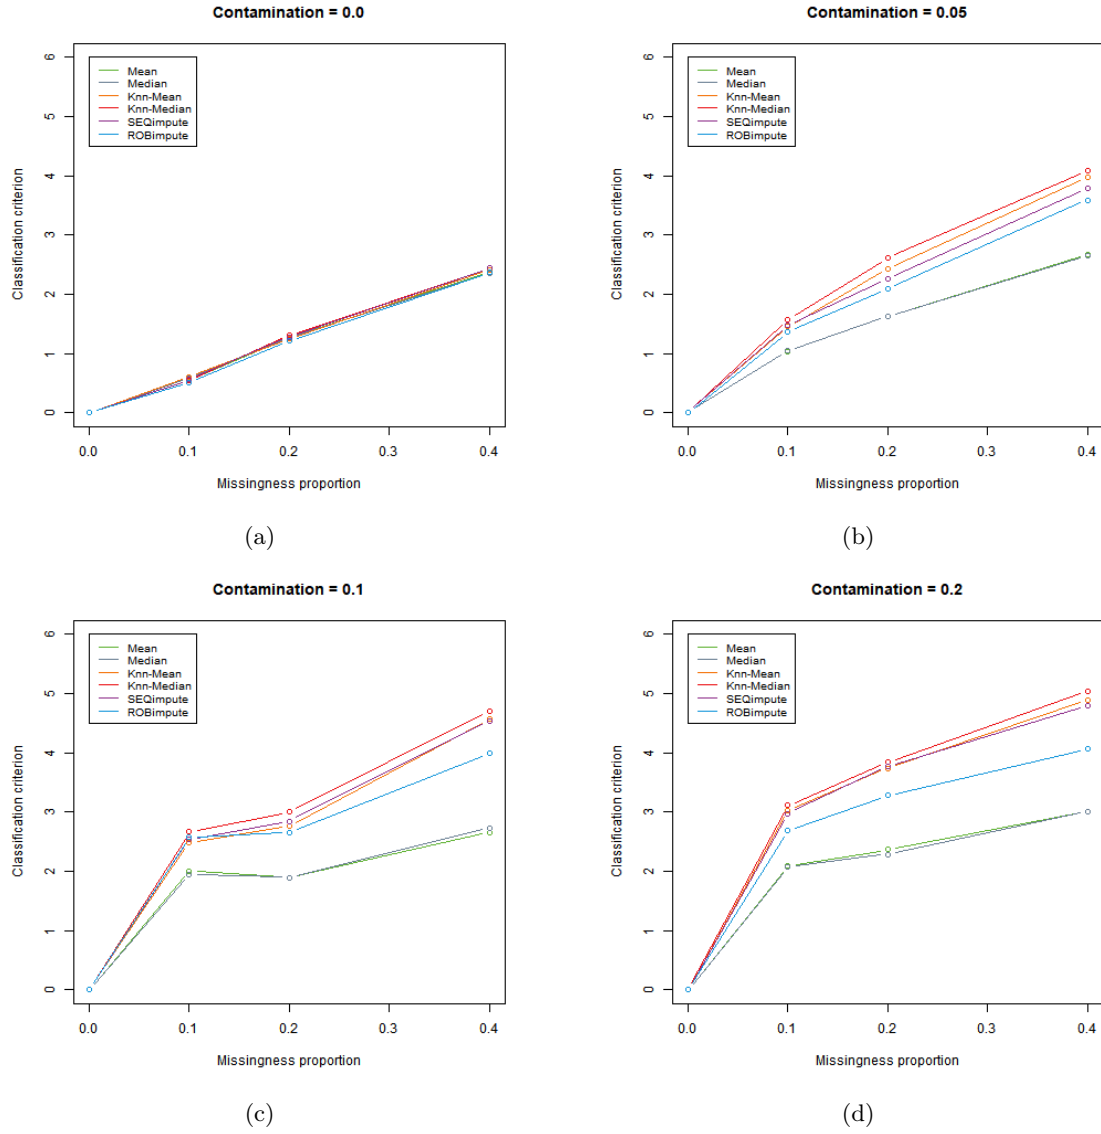 Contamination = 0.0
6
5
4
3
2
1
0
Classification criterion
Mean
Median
Knn-Mean
Knn-Median
SEQimpute
ROBimpute
0.0 0.1 0.2 0.3 0.4
Missingness proportion
(a)
Contamination = 0.05
6
5
4
3
2
1
0
Classification criterion
Mean
Median
Knn-Mean
Knn-Median
SEQimpute
ROBimpute
0.0 0.1 0.2 0.3 0.4
Missingness proportion
(b)
Contamination = 0.1
6
5
4
3
2
1
0
Classification criterion
Mean
Median
Knn-Mean
Knn-Median
SEQimpute
ROBimpute
0.0 0.1 0.2 0.3 0.4
Missingness proportion
(c)
Contamination = 0.2
6
5
4
3
2
1
0
Classification criterion
Mean
Median
Knn-Mean
Knn-Median
SEQimpute
ROBimpute
0.0 0.1 0.2 0.3 0.4
Missingness proportion
(d)